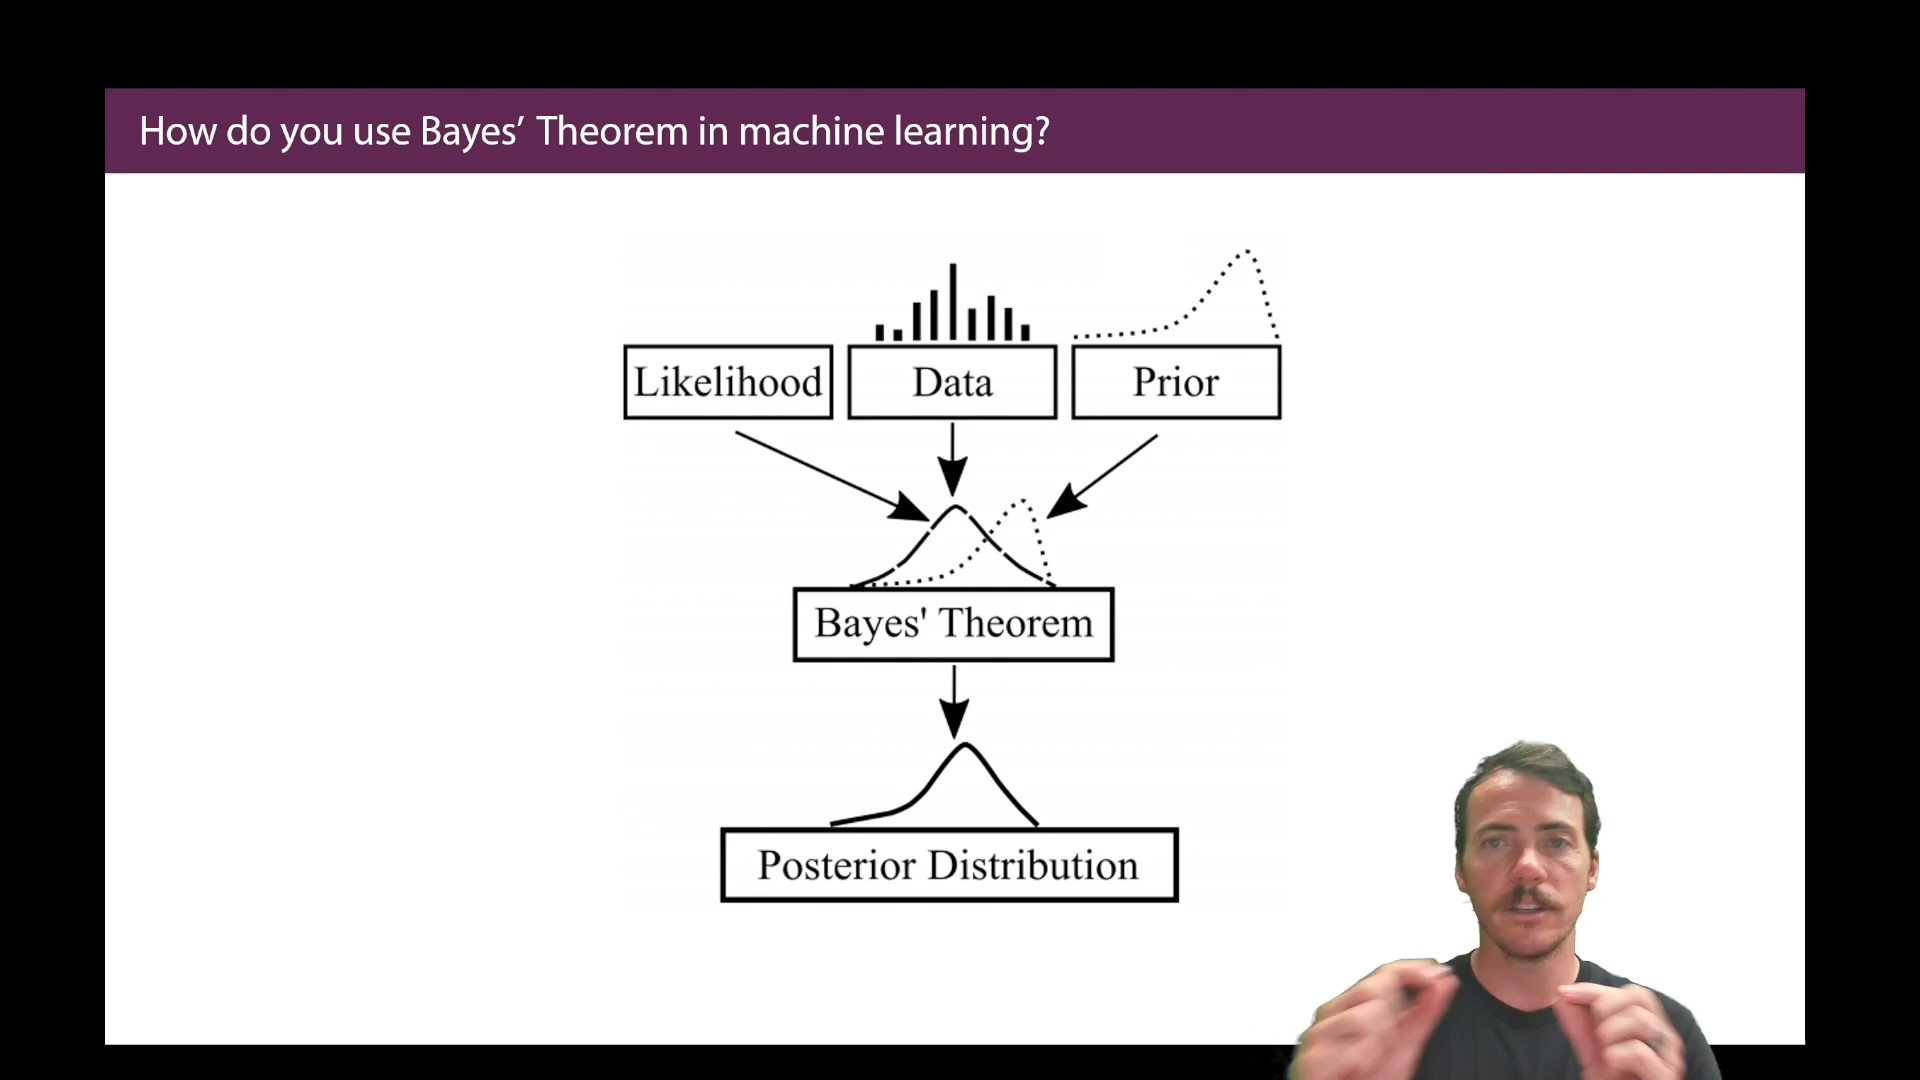 How do you use Bayes’ Theorem in machine learning?
Likelihood
Data
Prior
Bayes' Theorem
Posterior Distribution